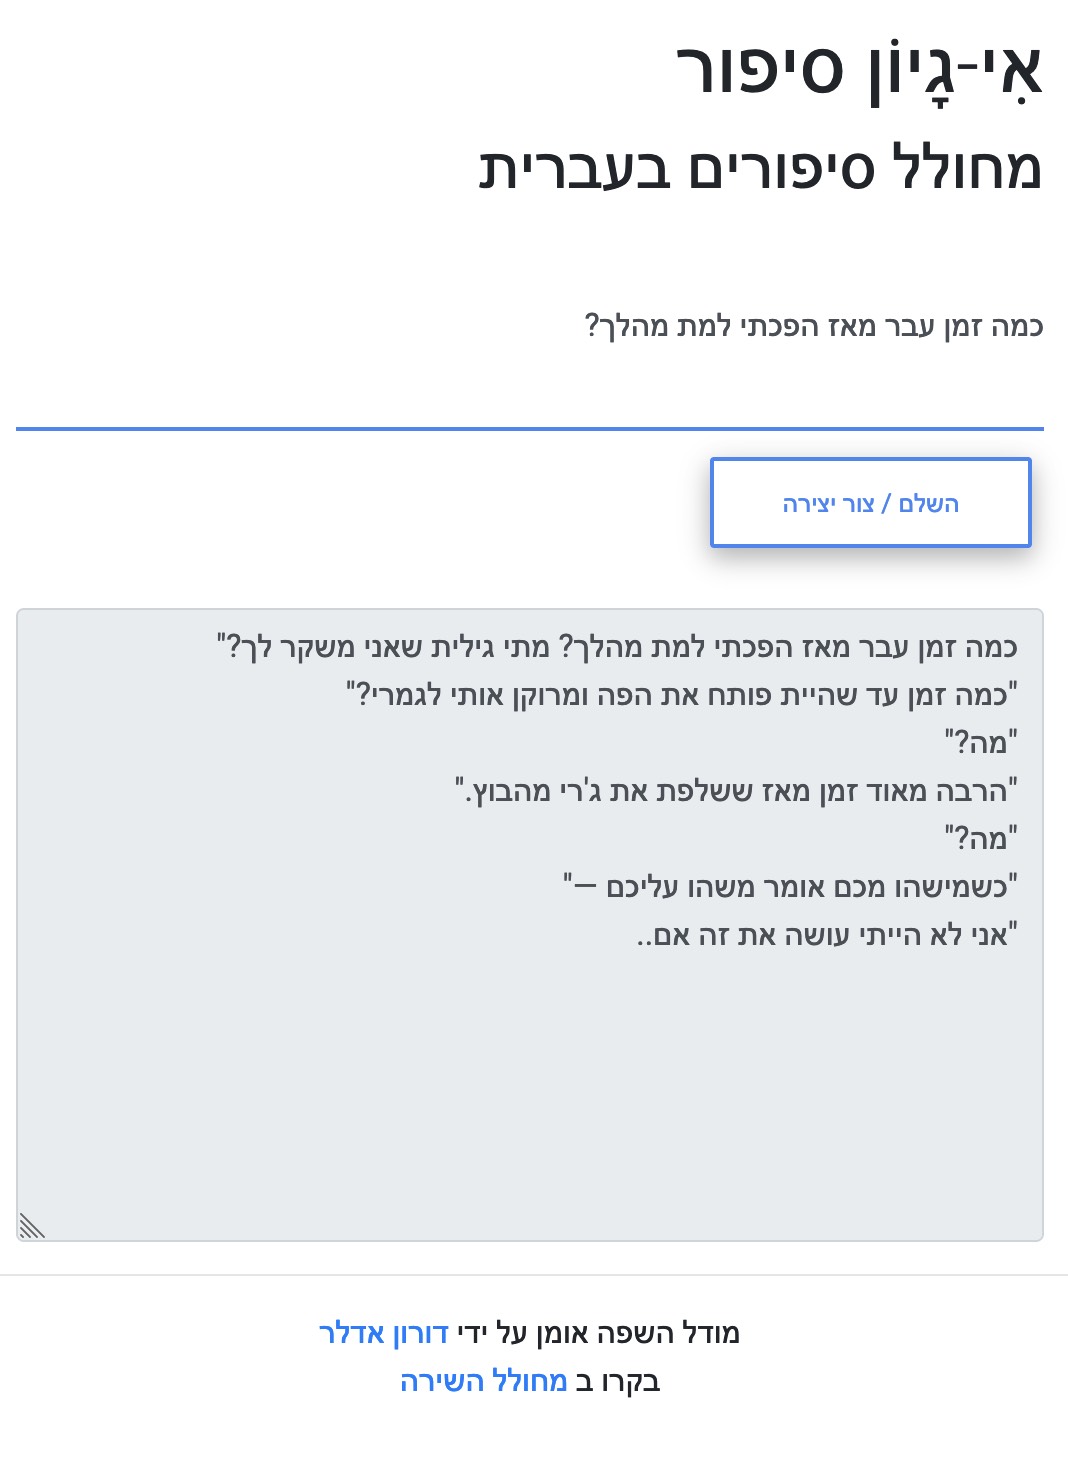 אִי-גָיוֹן סיפור
מחולל סיפורים בעברית
כמה זמן עבר מאז הפכתי למת מהלך?
השלם / צור יצירה
כמה זמן עבר מאז הפכתי למת מהלך? מתי גילית שאני משקר לך?"
"כמה זמן עד שהיית פותח את הפה ומרוקן אותי לגמרי?"
"מה?"
"הרבה מאוד זמן מאז ששלפת את ג'רי מהבוץ."
"מה?"
"כשמישהו מכם אומר משהו עליכם —"
"אני לא הייתי עושה את זה אם..
מודל השפה אומן על ידי דורון אדלר
בקרו ב מחולל השירה